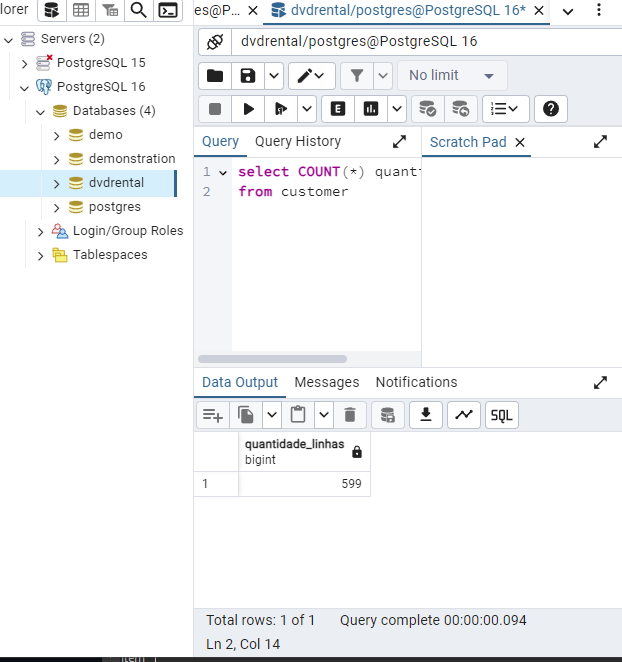 lorer
es@P... × dvdrental/postgres@PostgreSQL 16* ×
Servers (2)
PostgreSQL 15
PostgreSQL 16
Databases (4)
demo
demonstration
dvdrental
postgres
Login/Group Roles
Tablespaces
dvdrental/postgres@PostgreSQL 16
No limit
E
Query
Query History
Scratch Pad ×
1 select COUNT(*) quant
2 from customer
Data Output
Messages
Notifications
SQL
quantidade_linhas
bigint
1 599
Total rows: 1 of 1
Query complete 00:00:00.094
Ln 2, Col 14